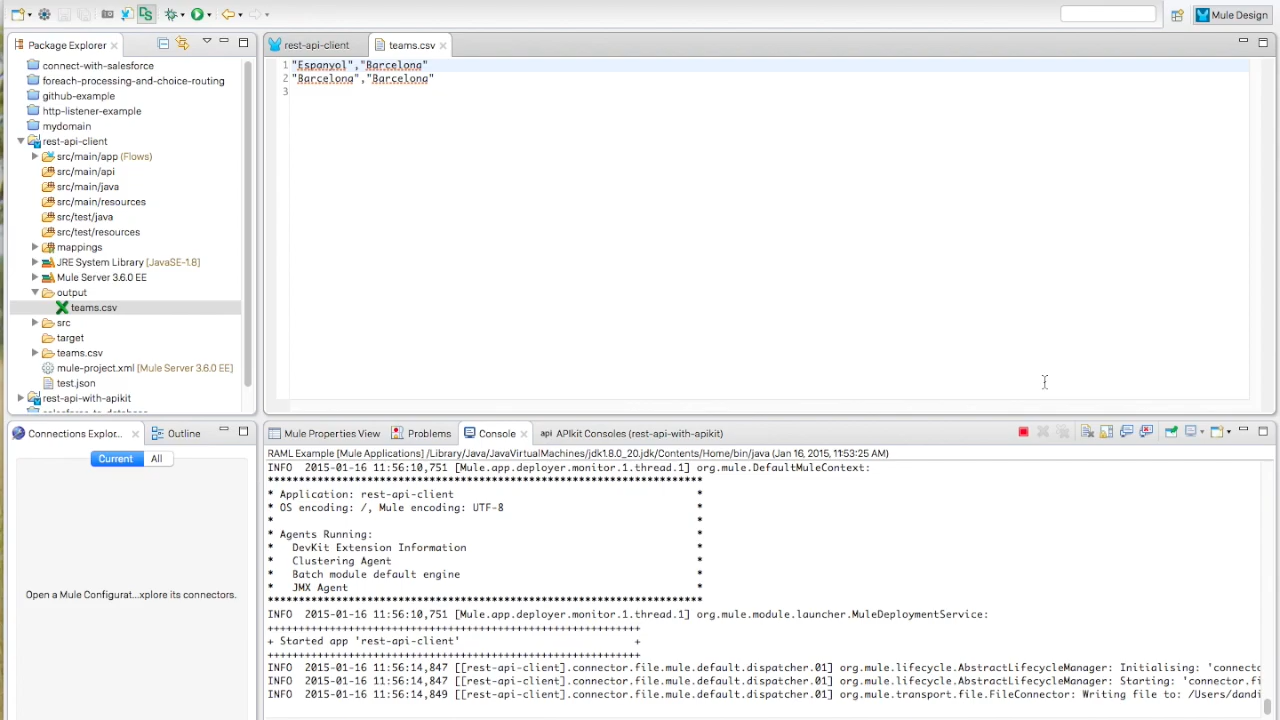 Mule Design
Package Explorer
connect-with-salesforce
foreach-processing-and-choice-routing
github-example
http-listener-example
mydomain
rest-api-client
src/main/app (Flows)
src/main/api
src/main/java
src/main/resources
src/test/java
src/test/resources
mappings
JRE System Library [JavaSE-1.8]
Mule Server 3.6.0 EE
output
teams.csv
src
target
teams.csv
mule-project.xml [Mule Server 3.6.0 EE]
test.json
rest-api-with-apikit
rest-api-client
teams.csv
1 "Espanyol","Barcelona"
2 "Barcelona","Barcelona"
3
Connections Explor...
Outline
Current
All
Open a Mule Configurat...xplore its connectors.
Mule Properties View
Problems
Console
APIkit Consoles (rest-api-with-apikit)
RAML Example [Mule Applications] /Library/Java/JavaVirtualMachines/jdk1.8.0_20.jdk/Contents/Home/bin/java (Jan 16, 2015, 11:53:25 AM)
INFO 2015-01-16 11:56:10,751 [Mule.app.deployer.monitor.1.thread.1] org.mule.DefaultMuleContext:
**********************************************************************
* Application: rest-api-client *
* OS encoding: /, Mule encoding: UTF-8 *
* *
* Agents Running: *
* DevKit Extension Information *
* Clustering Agent *
* Batch module default engine *
* JMX Agent *
**********************************************************************
INFO 2015-01-16 11:56:10,751 [Mule.app.deployer.monitor.1.thread.1] org.mule.module.launcher.MuleDeploymentService:
++++++++++++++++++++++++++++++++++++++++++++++++++++++++++++
+ Started app 'rest-api-client' +
++++++++++++++++++++++++++++++++++++++++++++++++++++++++++++
INFO 2015-01-16 11:56:14,847 [[rest-api-client].connector.file.mule.default.dispatcher.01] org.mule.lifecycle.AbstractLifecycleManager: Initialising: 'connecto
INFO 2015-01-16 11:56:14,847 [[rest-api-client].connector.file.mule.default.dispatcher.01] org.mule.lifecycle.AbstractLifecycleManager: Starting: 'connector.fi
INFO 2015-01-16 11:56:14,849 [[rest-api-client].connector.file.mule.default.dispatcher.01] org.mule.transport.file.FileConnector: Writing file to: /Users/dandi